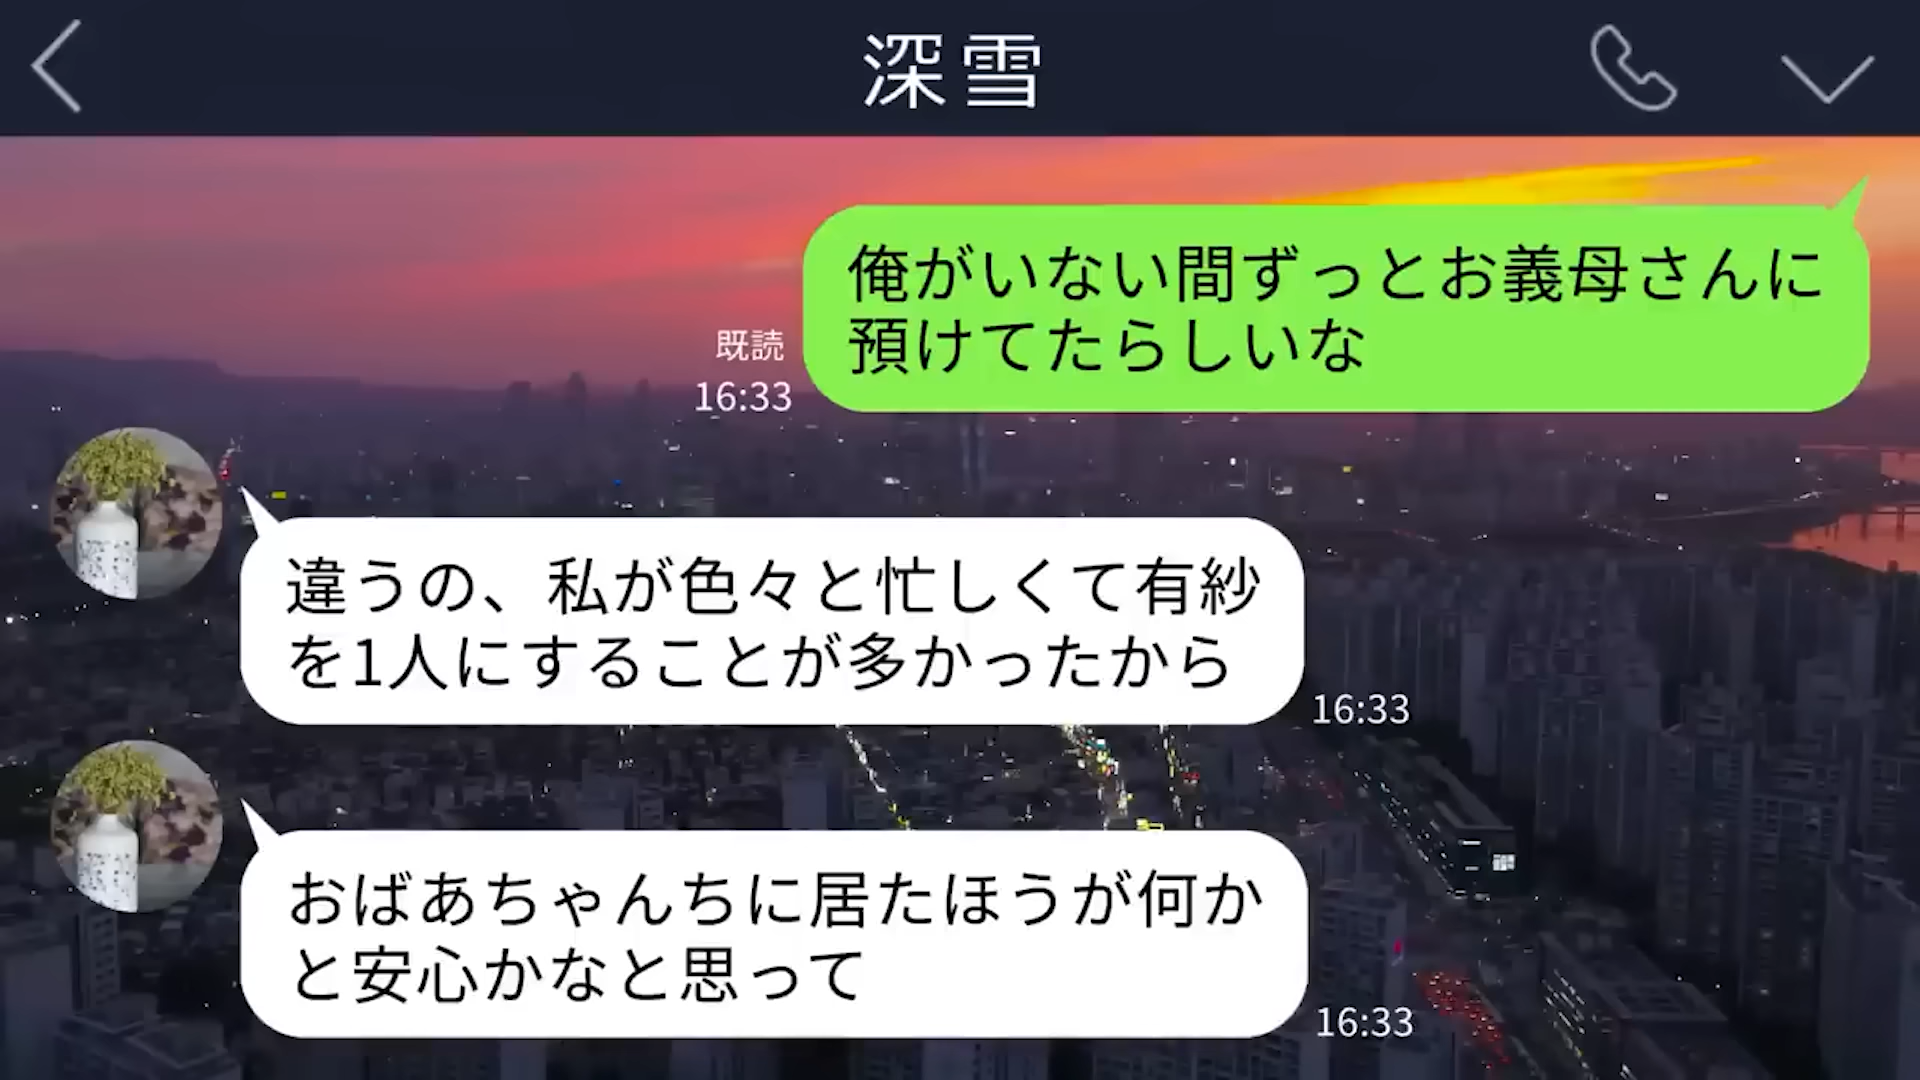 深雪
俺がいない間ずっとお義母さんに
預けてたらしいな
既読
16:33
違うの、私が色々と忙しくて有紗
を1人にすることが多かったから
16:33
おばあちゃんちに居たほうが何か
と安心かなと思って
16:33